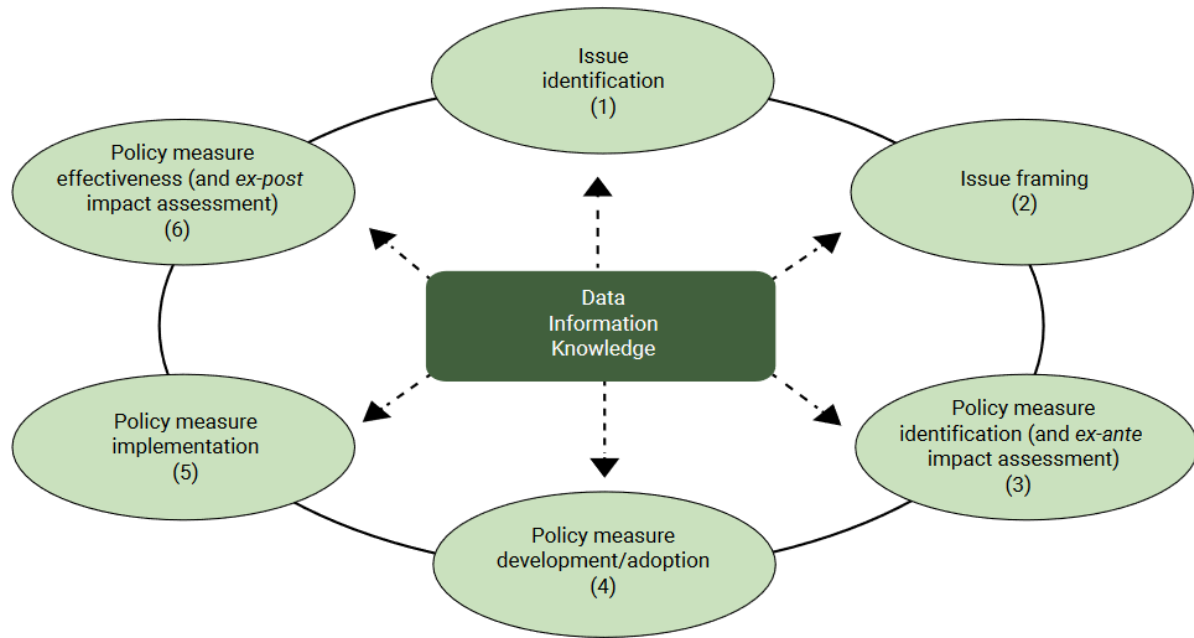 Issue
identification
(1)
Issue framing
(2)
Policy measure
identification (and ex-ante
impact assessment)
(3)
Policy measure
development/adoption
(4)
Policy measure
implementation
(5)
Policy measure
effectiveness (and ex-post
impact assessment)
(6)
Data
Information
Knowledge